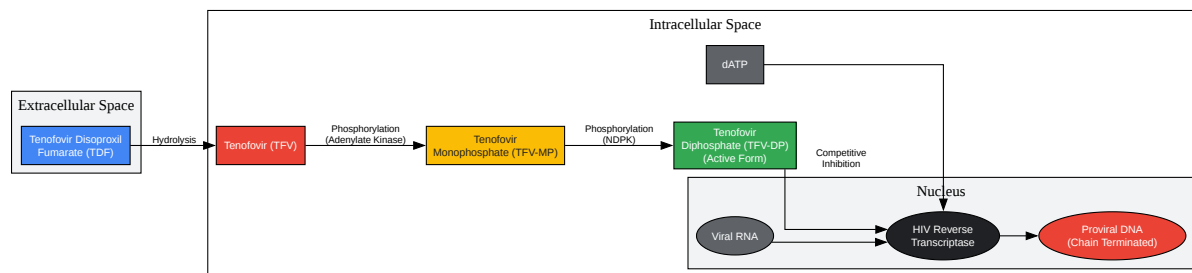 Intracellular Space
dATP
Extracellular Space
Tenofovir Disoproxil
Fumarate (TDF)
Hydrolysis
Tenofovir (TFV)
Phosphorylation
(Adenylate Kinase)
Tenofovir
Monophosphate (TFV-MP)
Phosphorylation
(NDPK)
Tenofovir
Diphosphate (TFV-DP)
(Active Form)
Competitive
Inhibition
Nucleus
Viral RNA
HIV Reverse
Transcriptase
Proviral DNA
(Chain Terminated)